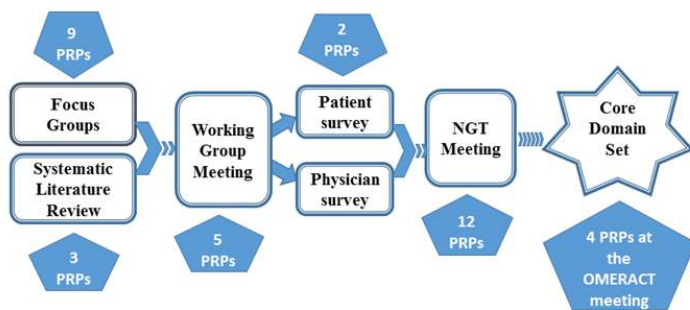 9
PRPs
2
PRPs
Focus
Groups
Systematic
Literature
Review
Working
Group
Meeting
Patient
survey
Physician
survey
NGT
Meeting
Core
Domain
Set
3
PRPs
5
PRPs
12
PRPs
4 PRPs at
the
OMERACT
meeting